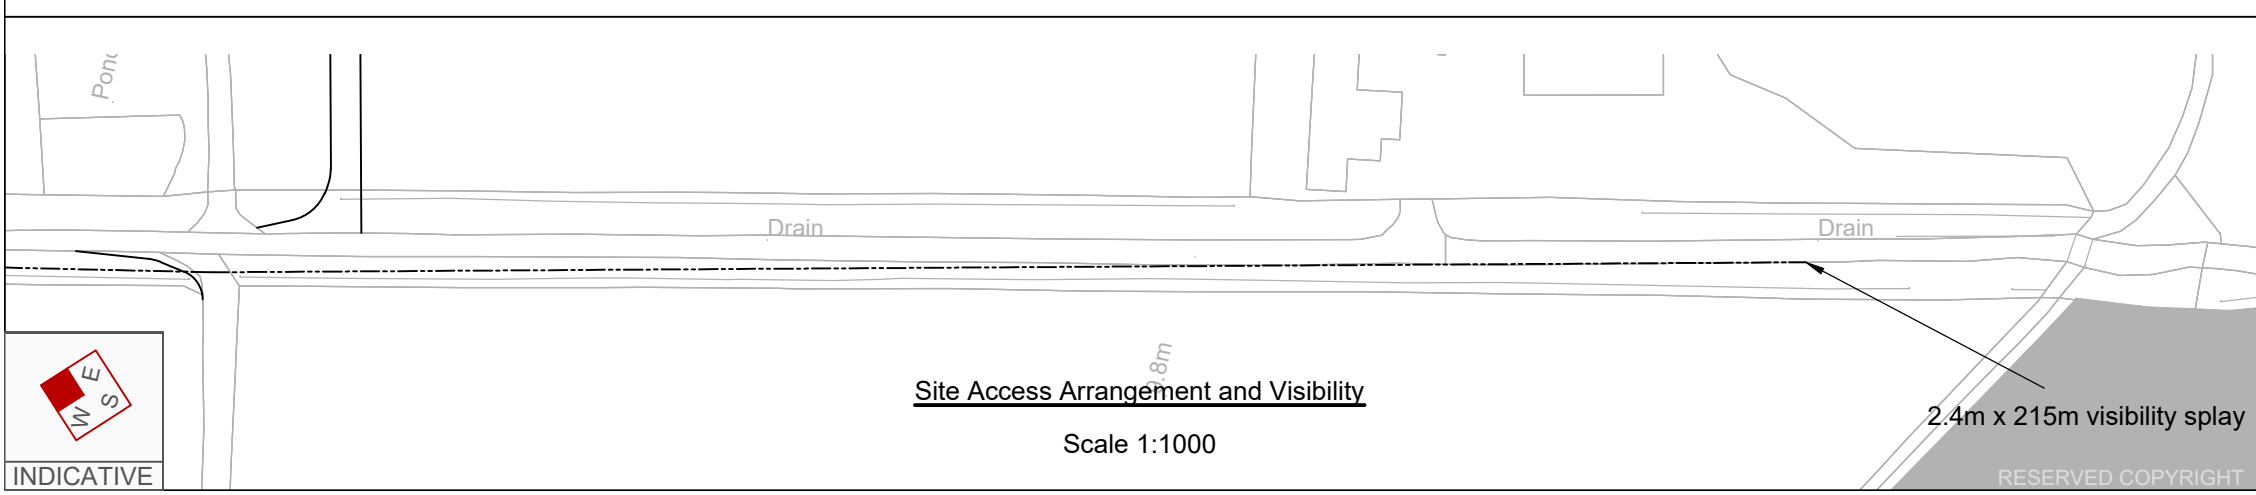 Drain
Drain
Site Access Arrangement and Visibility
Scale 1:1000
2.4m x 215m visibility splay
E
S
W
INDICATIVE
RESERVED COPYRIGHT